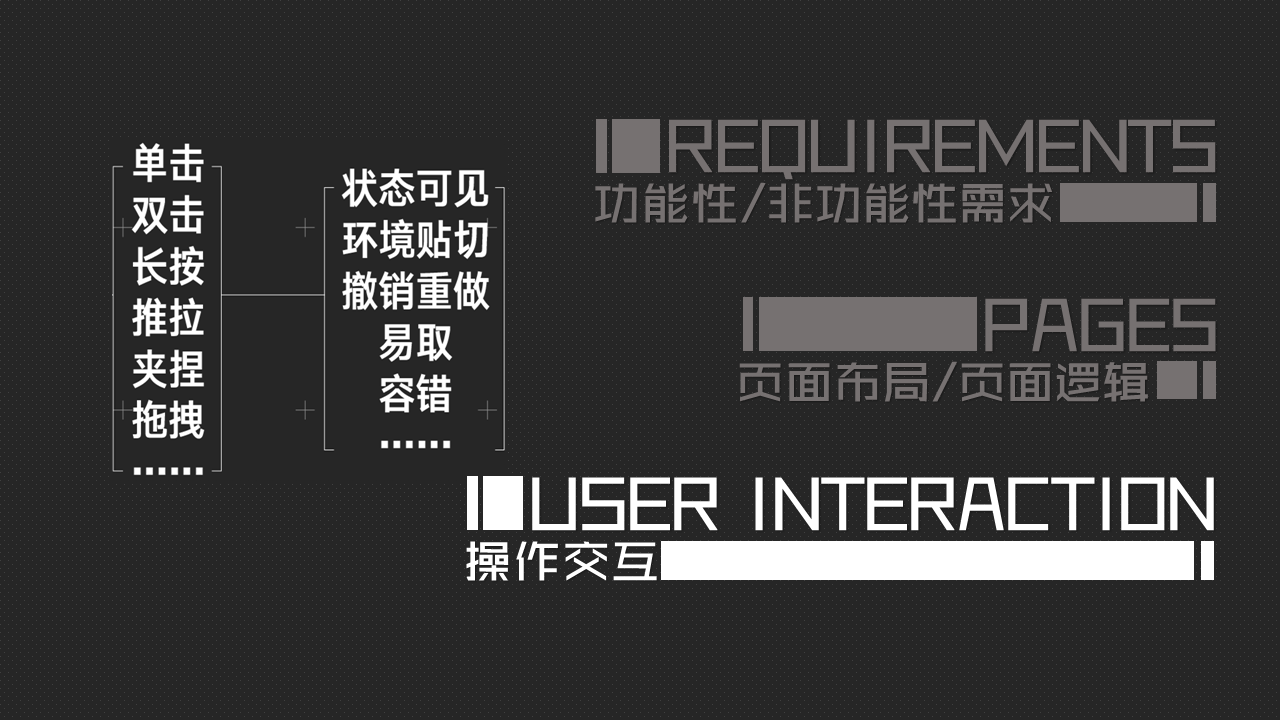 单击
双击
长按
推拉
夹捏
拖拽
……
状态可见
环境贴切
撤销重做
易取
容错
……
REQUIREMENTS
功能性/非功能性需求
PAGES
页面布局/页面逻辑
USER INTERACTION
操作交互